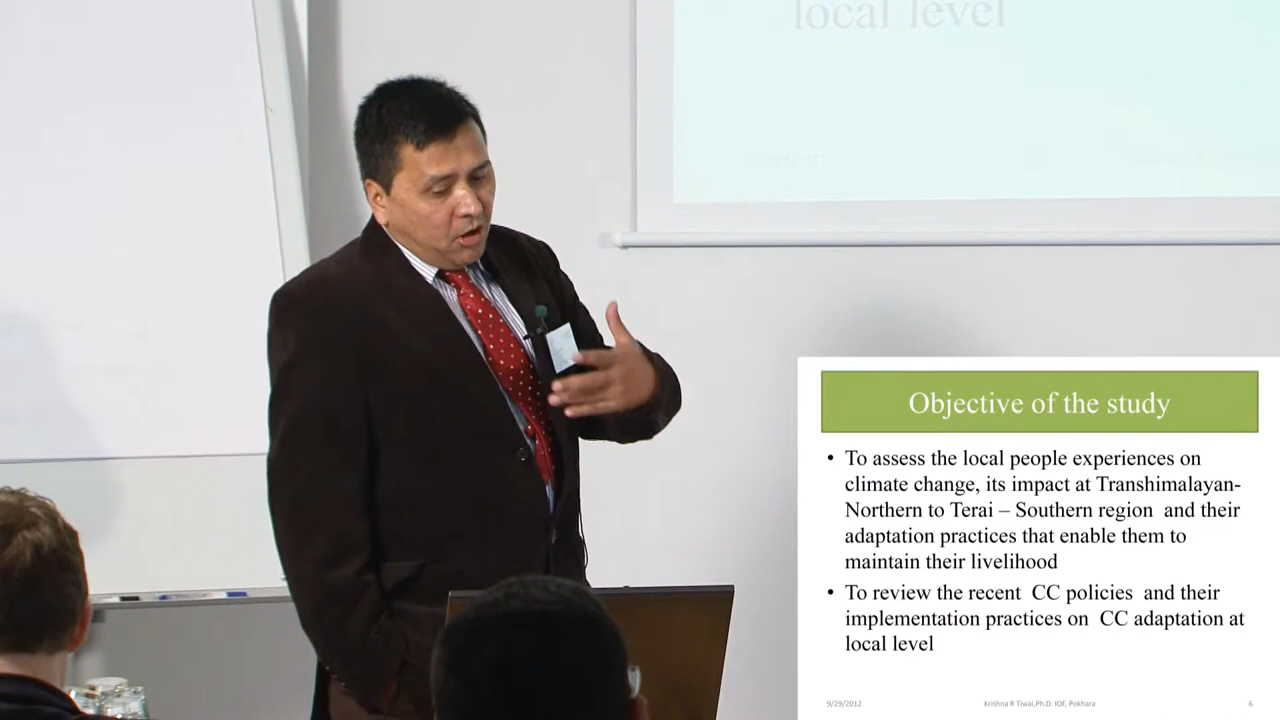 local level
Objective of the study
• To assess the local people experiences on
climate change, its impact at Transhimalayan-
Northern to Terai – Southern region and their
adaptation practices that enable them to
maintain their livelihood
• To review the recent CC policies and their
implementation practices on CC adaptation at
local level
9/29/2012
Krishna R Tiwai,Ph.D. IOF, Pokhara
6